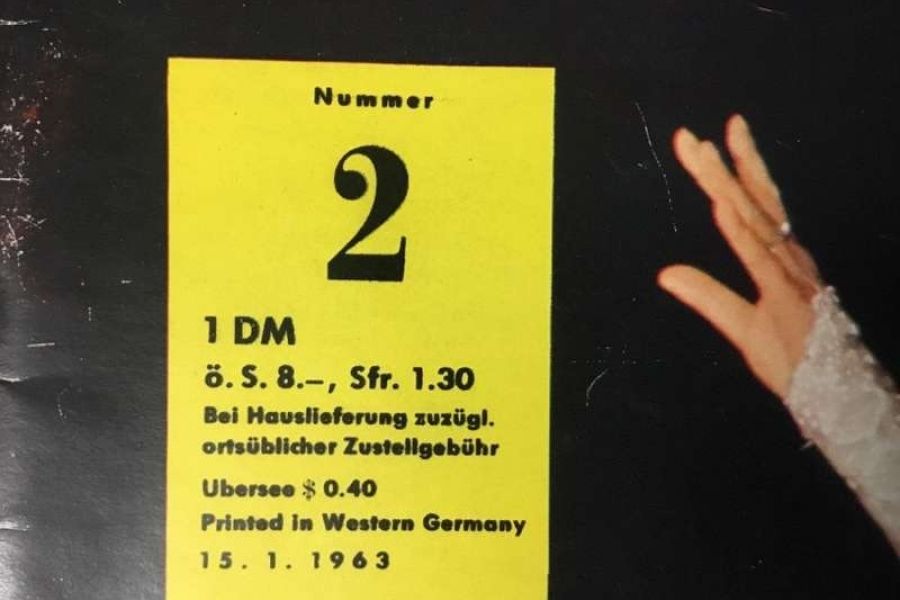 Nummer
2
1 DM
ö. S. 8.–, Sfr. 1.30
Bei Hauslieferung zuzügl.
ortsüblicher Zustellgebühr
Ubersee $ 0.40
Printed in Western Germany
15. 1. 1963